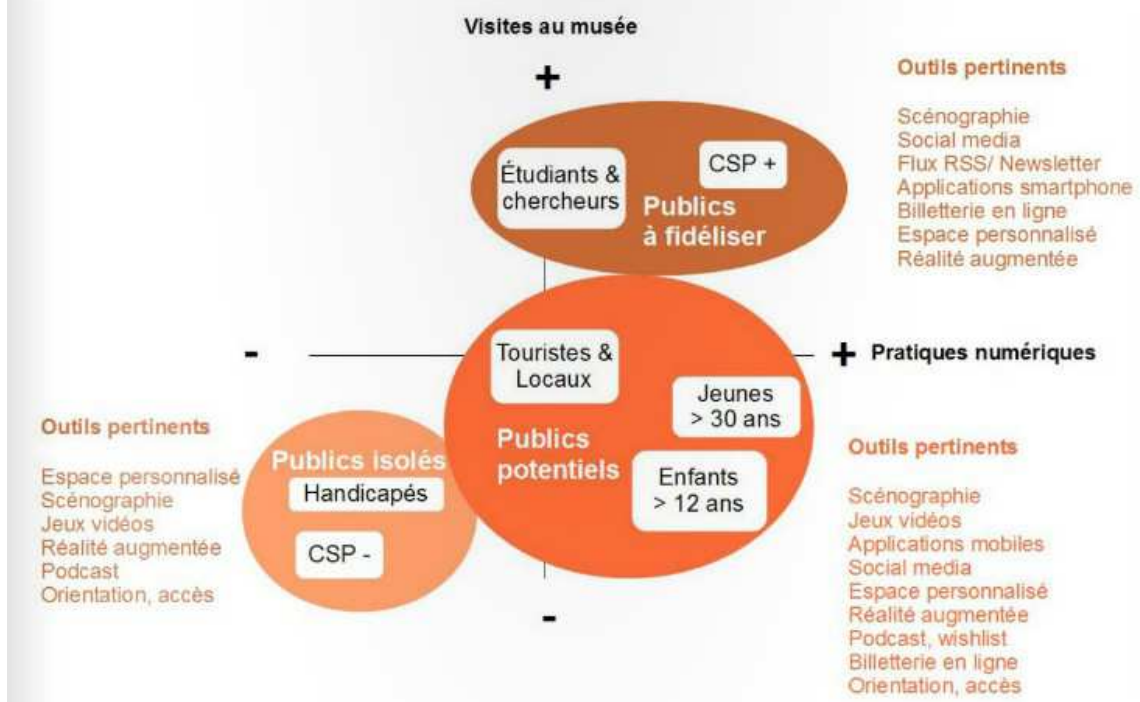 Visites au musée
+
Outils pertinents
Scénographie
Social media
Flux RSS/ Newsletter
Applications smartphone
Billetterie en ligne
Espace personnalisé
Réalité augmentée
Étudiants &
chercheurs
CSP +
Publics
à fidéliser
-
+ Pratiques numériques
Touristes &
Locaux
Jeunes
> 30 ans
Publics
potentiels
Enfants
> 12 ans
Outils pertinents
Espace personnalisé
Scénographie
Jeux vidéos
Réalité augmentée
Podcast
Orientation, accès
Publics isolés
Handicapés
CSP -
-
Outils pertinents
Scénographie
Jeux vidéos
Applications mobiles
Social media
Espace personnalisé
Réalité augmentée
Podcast, wishlist
Billetterie en ligne
Orientation, accès